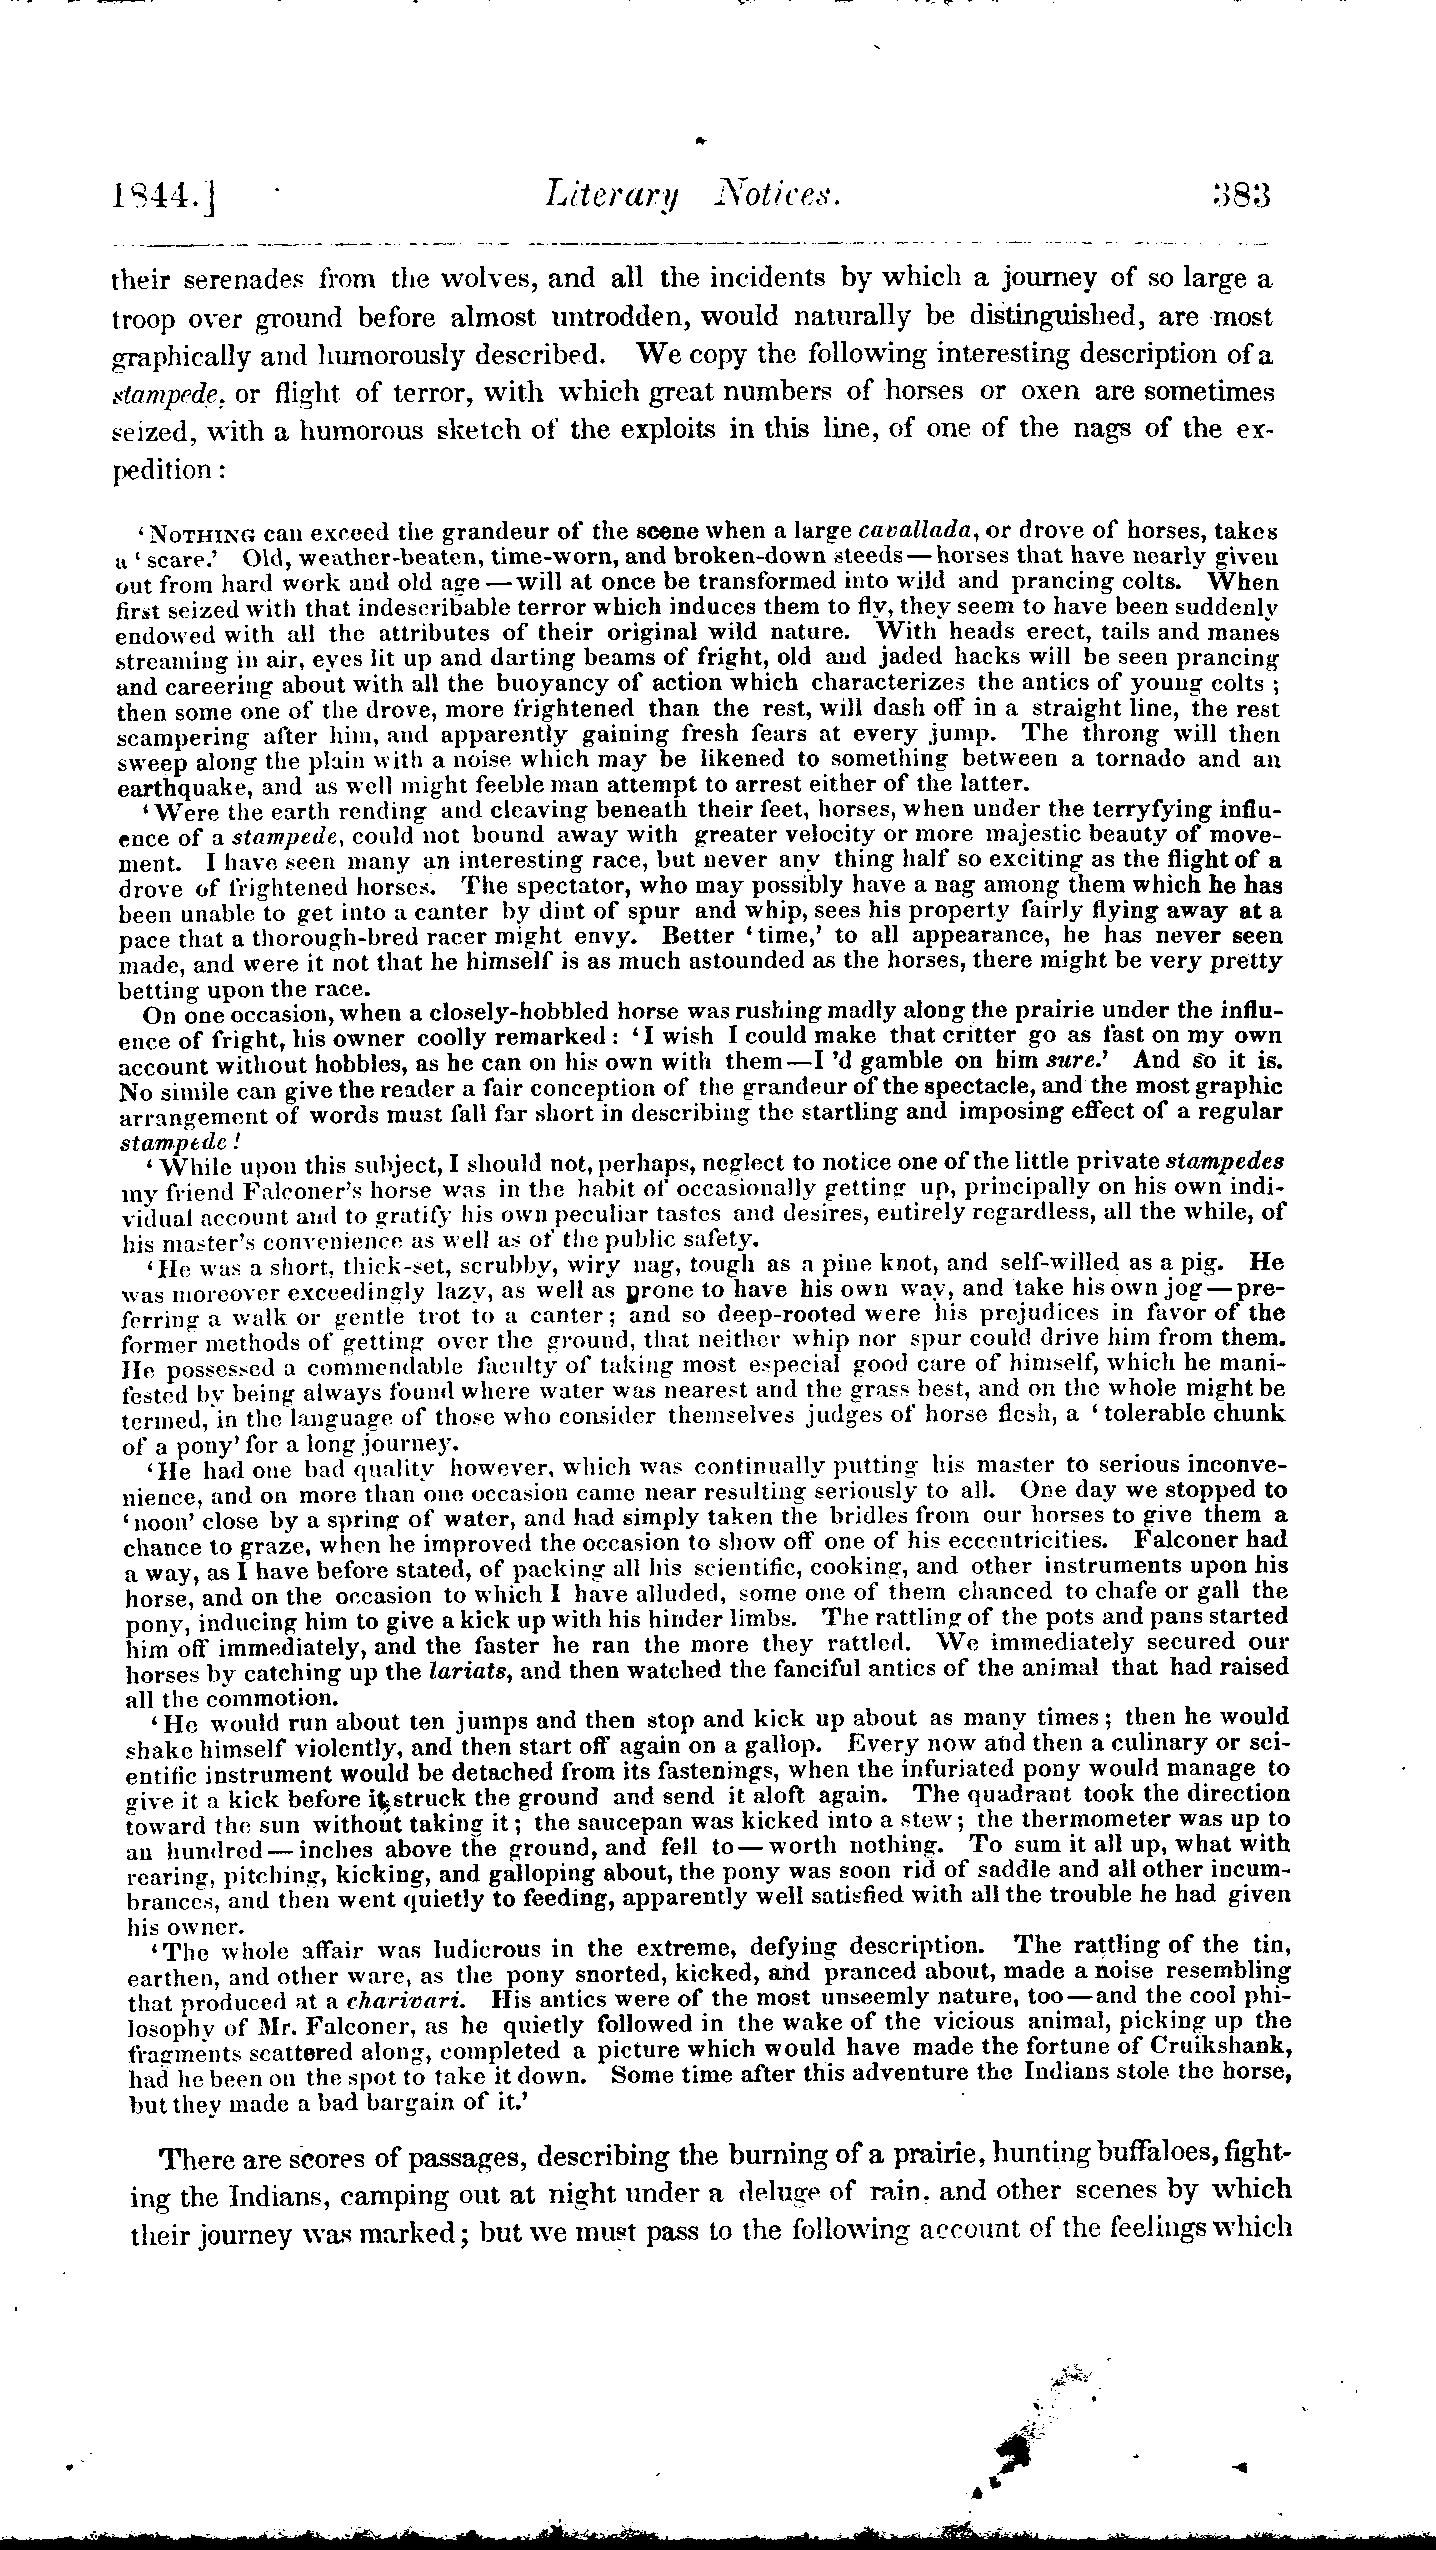 1844.] Literary Notices. 383
their serenades from the wolves, and all the incidents by which a journey of so large a
troop over ground before almost untrodden, would naturally be distinguished, are most
graphically and humorously described. We copy the following interesting description of a
stampede, or flight of terror, with which great numbers of horses or oxen are sometimes
seized, with a humorous sketch of the exploits in this line, of one of the nags of the ex-
pedition :
‘NOTHING can exceed the grandeur of the scene when a large cavallada, or drove of horses, takes
a ‘scare.’ Old, weather-beaten, time-worn, and broken-down steeds—horses that have nearly given
out from hard work and old age—will at once be transformed into wild and prancing colts. When
first seized with that indescribable terror which induces them to fly, they seem to have been suddenly
endowed with all the attributes of their original wild nature. With heads erect, tails and manes
streaming in air, eyes lit up and darting beams of fright, old and jaded hacks will be seen prancing
and careering about with all the buoyancy of action which characterizes the antics of young colts ;
then some one of the drove, more frightened than the rest, will dash off in a straight line, the rest
scampering after him, and apparently gaining fresh fears at every jump. The throng will then
sweep along the plain with a noise which may be likened to something between a tornado and an
earthquake, and as well might feeble man attempt to arrest either of the latter.
‘Were the earth rending and cleaving beneath their feet, horses, when under the terryfying influ-
ence of a stampede, could not bound away with greater velocity or more majestic beauty of move-
ment. I have seen many an interesting race, but never any thing half so exciting as the flight of a
drove of frightened horses. The spectator, who may possibly have a nag among them which he has
been unable to get into a canter by dint of spur and whip, sees his property fairly flying away at a
pace that a thorough-bred racer might envy. Better ‘time,’ to all appearance, he has never seen
made, and were it not that he himself is as much astounded as the horses, there might be very pretty
betting upon the race.
On one occasion, when a closely-hobbled horse was rushing madly along the prairie under the influ-
ence of fright, his owner coolly remarked : ‘I wish I could make that critter go as fast on my own
account without hobbles, as he can on his own with them—I ’d gamble on him sure.’ And so it is.
No simile can give the reader a fair conception of the grandeur of the spectacle, and the most graphic
arrangement of words must fall far short in describing the startling and imposing effect of a regular
stampede !
‘While upon this subject, I should not, perhaps, neglect to notice one of the little private stampedes
my friend Falconer’s horse was in the habit of occasionally getting up, principally on his own indi-
vidual account and to gratify his own peculiar tastes and desires, entirely regardless, all the while, of
his master’s convenience as well as of the public safety.
‘He was a short, thick-set, scrubby, wiry nag, tough as a pine knot, and self-willed as a pig. He
was moreover exceedingly lazy, as well as prone to have his own way, and take his own jog—pre-
ferring a walk or gentle trot to a canter ; and so deep-rooted were his prejudices in favor of the
former methods of getting over the ground, that neither whip nor spur could drive him from them.
He possessed a commendable faculty of taking most especial good care of himself, which he mani-
fested by being always found where water was nearest and the grass best, and on the whole might be
termed, in the language of those who consider themselves judges of horse flesh, a ‘tolerable chunk
of a pony’ for a long journey.
‘He had one bad quality however, which was continually putting his master to serious inconve-
nience, and on more than one occasion came near resulting seriously to all. One day we stopped to
‘noon’ close by a spring of water, and had simply taken the bridles from our horses to give them a
chance to graze, when he improved the occasion to show off one of his eccentricities. Falconer had
a way, as I have before stated, of packing all his scientific, cooking, and other instruments upon his
horse, and on the occasion to which I have alluded, some one of them chanced to chafe or gall the
pony, inducing him to give a kick up with his hinder limbs. The rattling of the pots and pans started
him off immediately, and the faster he ran the more they rattled. We immediately secured our
horses by catching up the lariats, and then watched the fanciful antics of the animal that had raised
all the commotion.
‘He would run about ten jumps and then stop and kick up about as many times ; then he would
shake himself violently, and then start off again on a gallop. Every now and then a culinary or sci-
entific instrument would be detached from its fastenings, when the infuriated pony would manage to
give it a kick before it struck the ground and send it aloft again. The quadrant took the direction
toward the sun without taking it ; the saucepan was kicked into a stew ; the thermometer was up to
an hundred—inches above the ground, and fell to—worth nothing. To sum it all up, what with
rearing, pitching, kicking, and galloping about, the pony was soon rid of saddle and all other incum-
brances, and then went quietly to feeding, apparently well satisfied with all the trouble he had given
his owner.
‘The whole affair was ludicrous in the extreme, defying description. The rattling of the tin,
earthen, and other ware, as the pony snorted, kicked, and pranced about, made a noise resembling
that produced at a charivari. His antics were of the most unseemly nature, too—and the cool phi-
losophy of Mr. Falconer, as he quietly followed in the wake of the vicious animal, picking up the
fragments scattered along, completed a picture which would have made the fortune of Cruikshank,
had he been on the spot to take it down. Some time after this adventure the Indians stole the horse,
but they made a bad bargain of it.’
There are scores of passages, describing the burning of a prairie, hunting buffaloes, fight-
ing the Indians, camping out at night under a deluge of rain, and other scenes by which
their journey was marked ; but we must pass to the following account of the feelings which